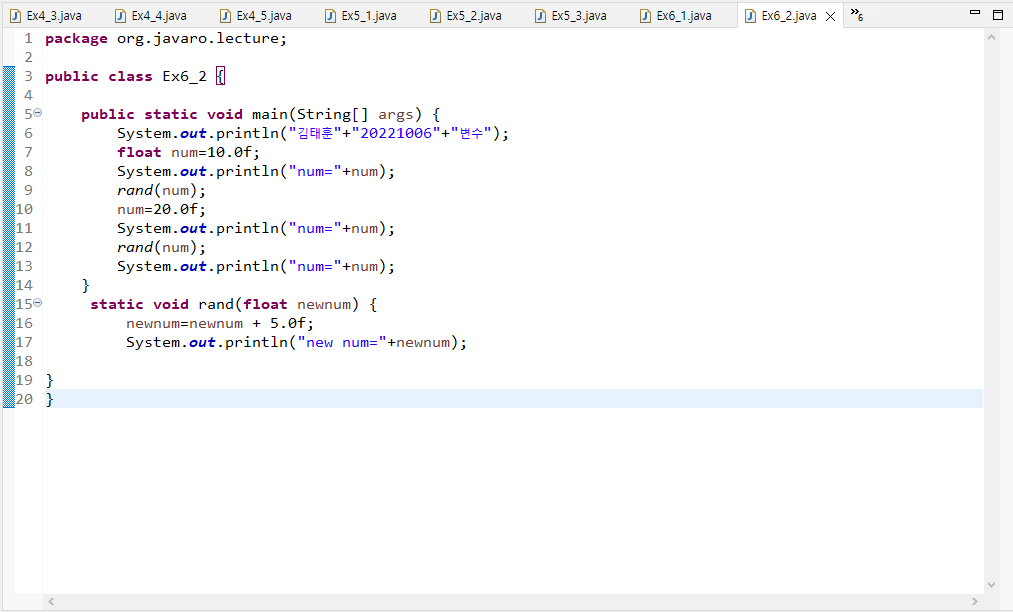 Ex4_3.java Ex4_4.java Ex4_5.java Ex5_1.java Ex5_2.java Ex5_3.java Ex6_1.java Ex6_2.java »6
1 package org.javaro.lecture;
2
3 public class Ex6_2 {
4
5 public static void main(String[] args) {
6 System.out.println("김태훈"+"20221006"+"변수");
7 float num=10.0f;
8 System.out.println("num="+num);
9 rand(num);
10 num=20.0f;
11 System.out.println("num="+num);
12 rand(num);
13 System.out.println("num="+num);
14 }
15 static void rand(float newnum) {
16 newnum=newnum + 5.0f;
17 System.out.println("new num="+newnum);
18
19 }
20 }